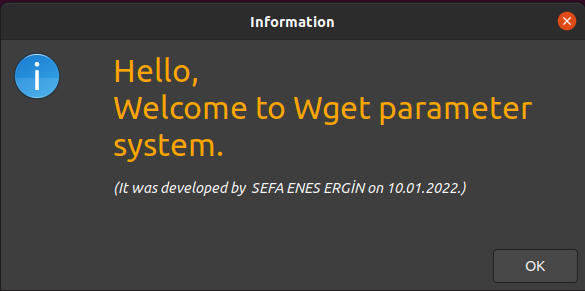 Information
Hello,
Welcome to Wget parameter
system.
(It was developed by SEFA ENES ERGİN on 10.01.2022.)
OK